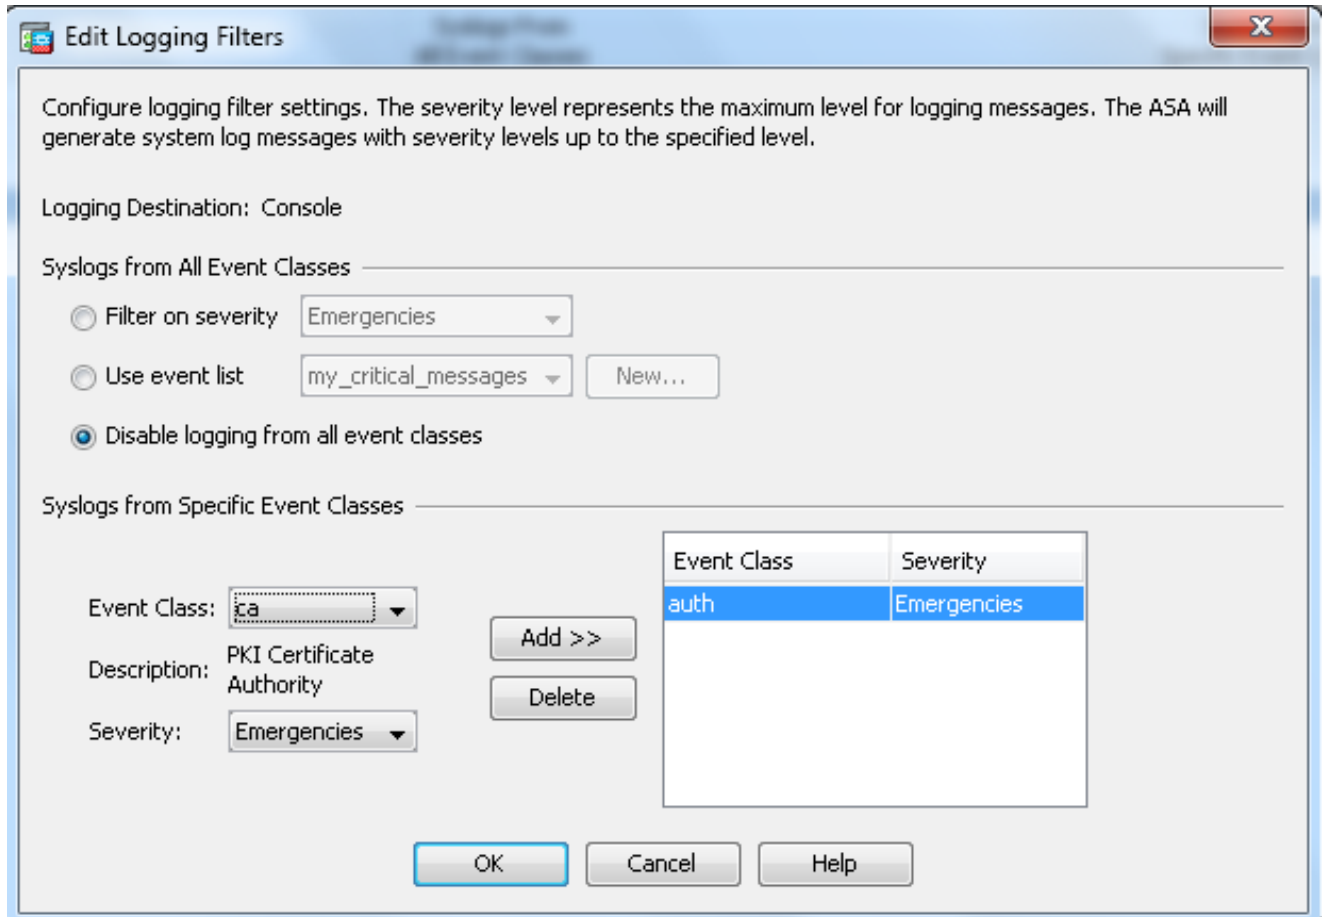 Edit Logging Filters
Configure logging filter settings. The severity level represents the maximum level for logging messages. The ASA will
generate system log messages with severity levels up to the specified level.
Logging Destination: Console
Syslogs from All Event Classes
Filter on severity Emergencies
Use event list my_critical_messages New...
Disable logging from all event classes
Syslogs from Specific Event Classes
Event Class: ca
Description: PKI Certificate
Authority
Severity: Emergencies
Add >>
Delete
Event Class Severity
auth Emergencies
OK Cancel Help